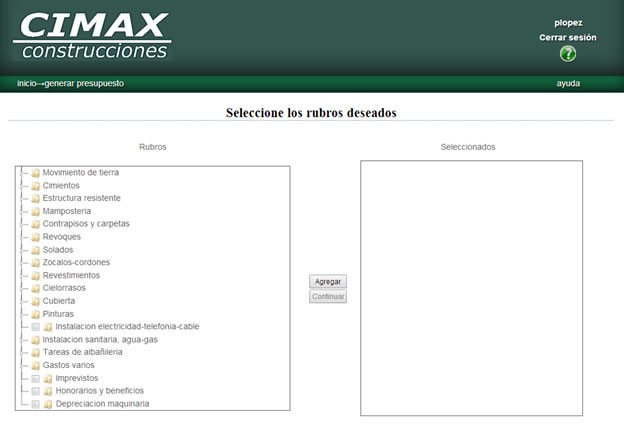 CIMAX
construcciones
plopez
Cerrar sesión
?
inicio→generar presupuesto
ayuda
Seleccione los rubros deseados
Rubros
Seleccionados
Movimiento de tierra
Cimientos
Estructura resistente
Mamposteria
Contrapisos y carpetas
Revoques
Solados
Zocalos-cordones
Revestimientos
Cielorrasos
Cubierta
Pinturas
Instalacion electricidad-telefonia-cable
Instalacion sanitaria, agua-gas
Tareas de albañileria
Gastos varios
Imprevistos
Honorarios y beneficios
Depreciacion maquinaria
Agregar
Continuar